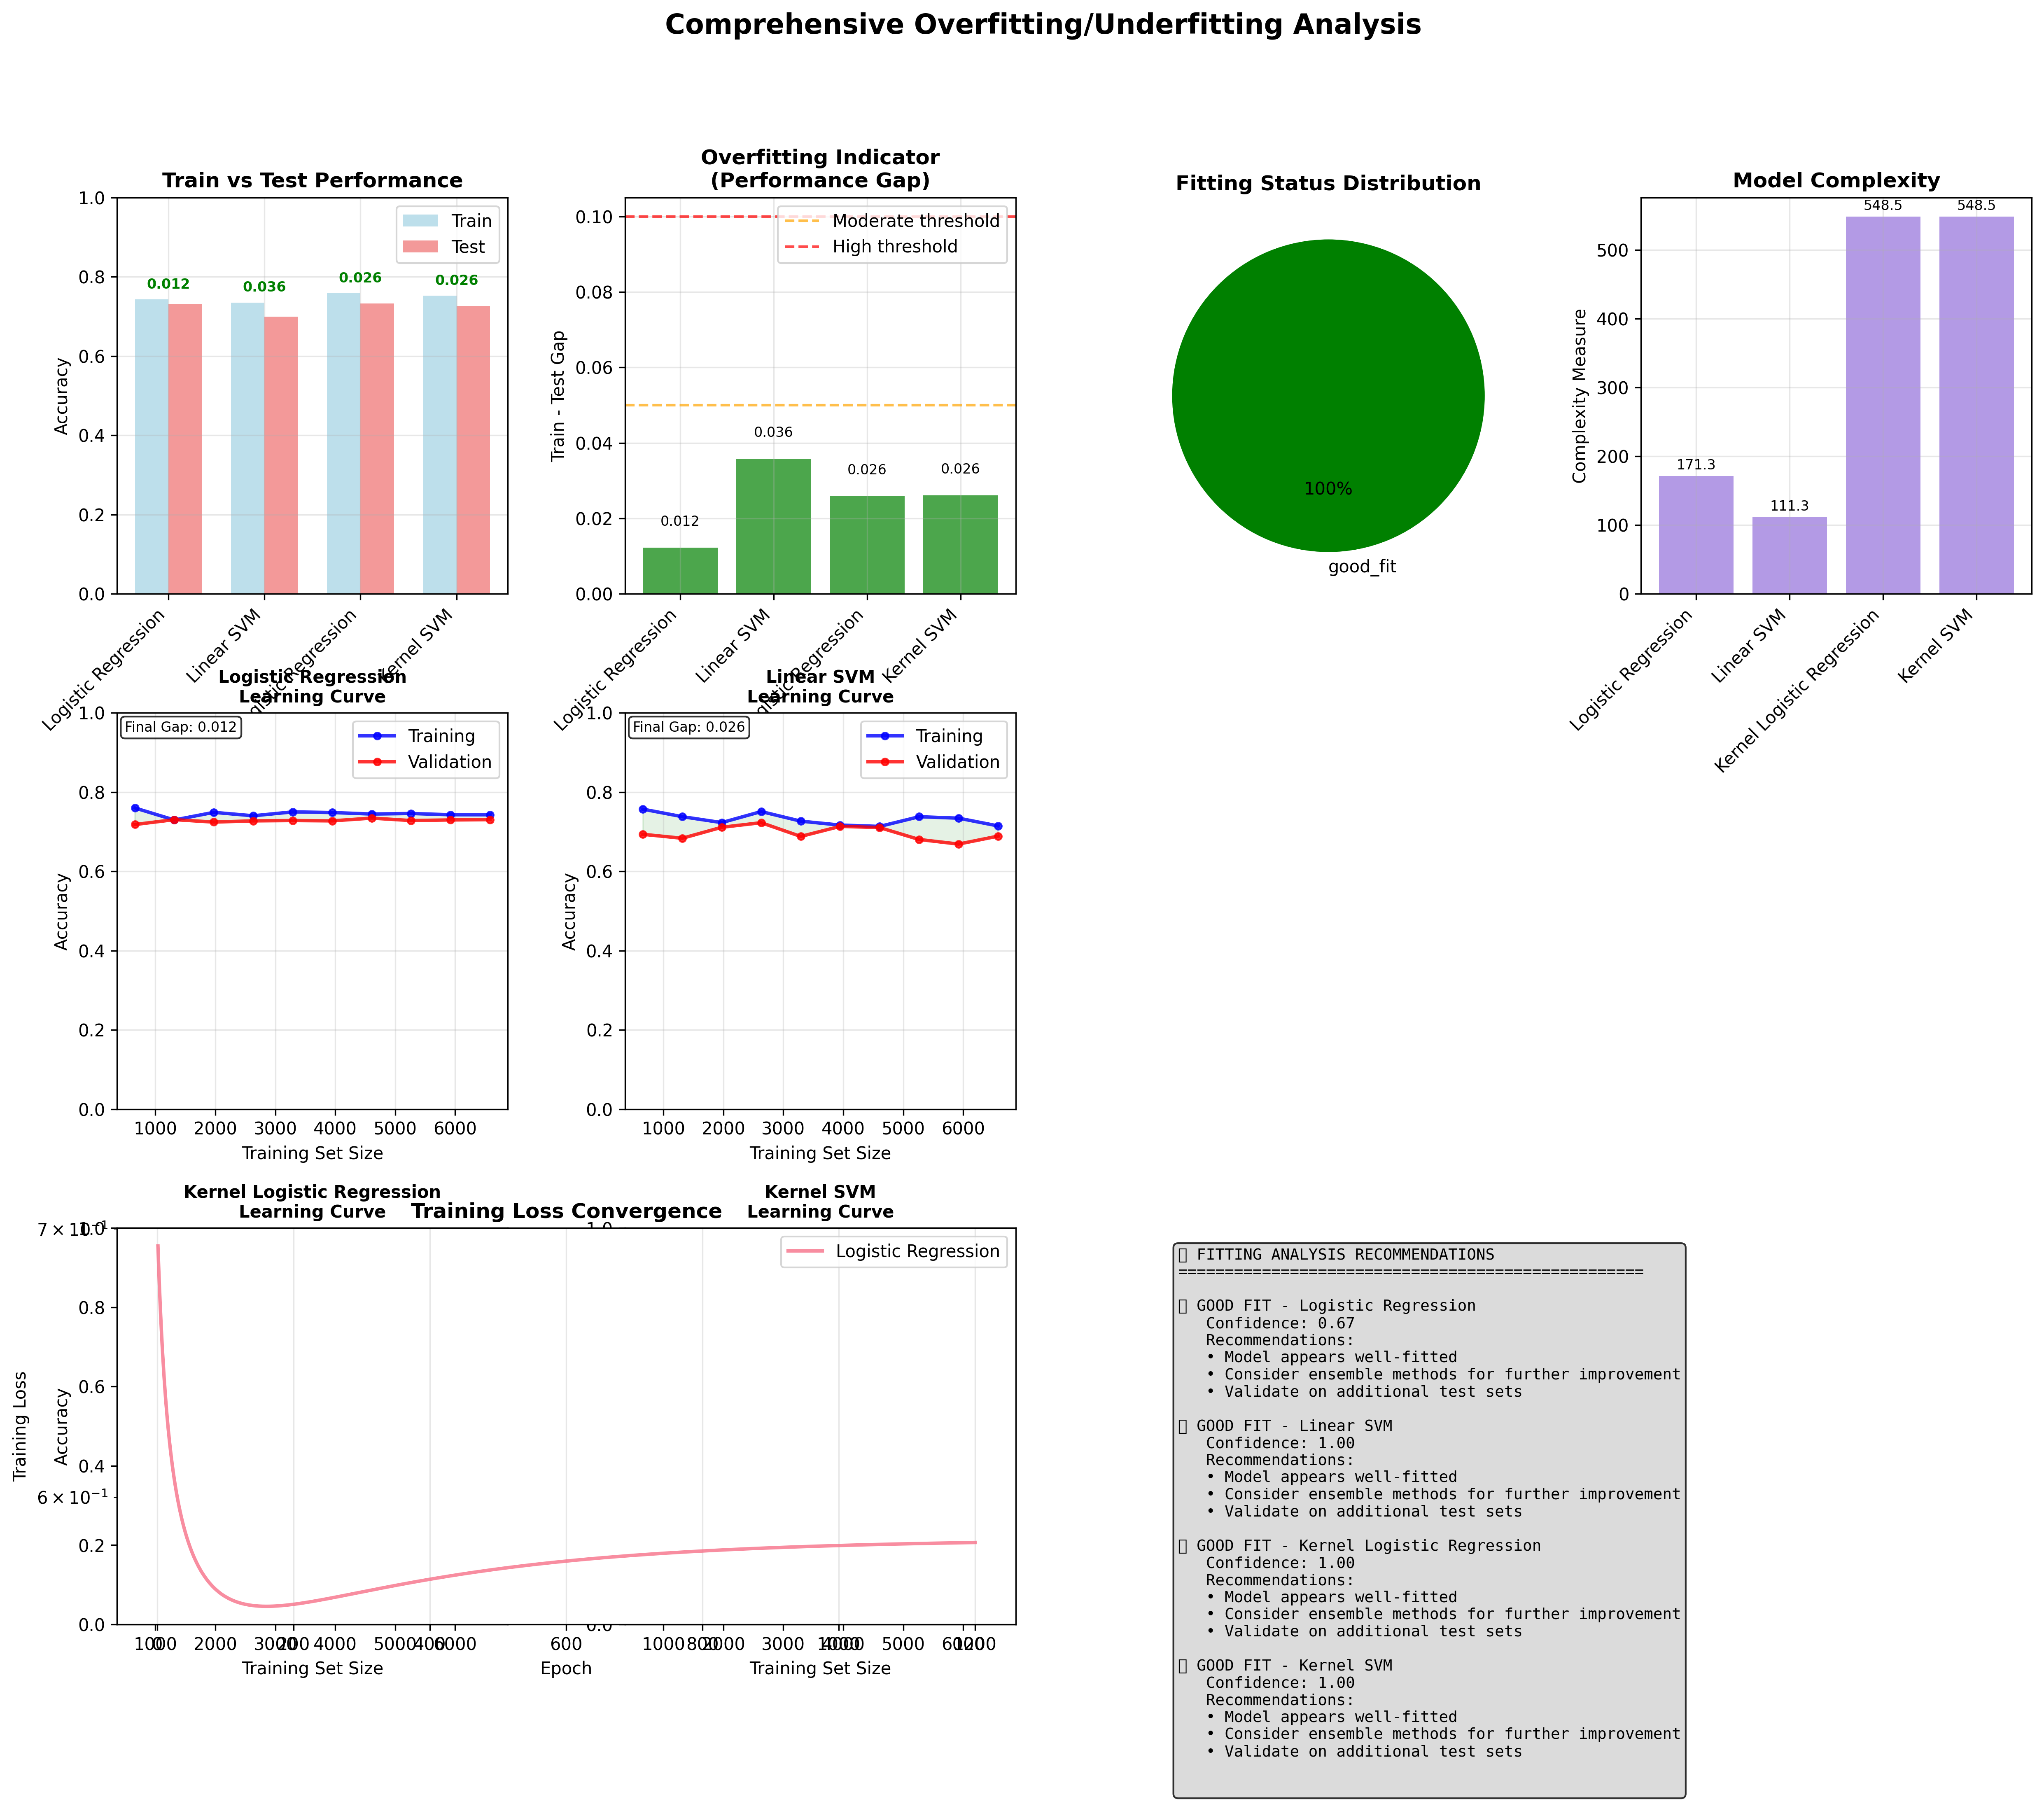 Comprehensive Overfitting/Underfitting Analysis
Train vs Test Performance
Accuracy
1.0
0.8
0.6
0.4
0.2
0.0
Train
Test
0.012
0.036
0.026
0.026
Logistic Regression
Linear SVM
Regression
Kernel SVM
Overfitting Indicator
(Performance Gap)
Train - Test Gap
0.10
0.08
0.06
0.04
0.02
0.00
Moderate threshold
High threshold
0.012
0.036
0.026
0.026
Logistic Regression
Linear SVM
Regression
Kernel SVM
Fitting Status Distribution
100%
good_fit
Model Complexity
Complexity Measure
500
400
300
200
100
0
171.3
111.3
548.5
548.5
Logistic Regression
Linear SVM
Kernel Logistic Regression
Kernel SVM
Logistic Regression
Learning Curve
Final Gap: 0.012
Training
Validation
Accuracy
1.0
0.8
0.6
0.4
0.2
0.0
1000 2000 3000 4000 5000 6000
Training Set Size
Linear SVM
Learning Curve
Final Gap: 0.026
Training
Validation
Accuracy
1.0
0.8
0.6
0.4
0.2
0.0
1000 2000 3000 4000 5000 6000
Training Set Size
Kernel Logistic Regression
Learning Curve
Training Loss Convergence
Kernel SVM
Learning Curve
Logistic Regression
Training Loss
Accuracy
1.0
0.8
0.6
0.4
6 × 10⁻¹
0.2
0.0
2000 4000 600 3000 5000
Training Set Size
Epoch
Training Set Size
FITTING ANALYSIS RECOMMENDATIONS
==================================================
GOOD FIT - Logistic Regression
Confidence: 0.67
Recommendations:
• Model appears well-fitted
• Consider ensemble methods for further improvement
• Validate on additional test sets
GOOD FIT - Linear SVM
Confidence: 1.00
Recommendations:
• Model appears well-fitted
• Consider ensemble methods for further improvement
• Validate on additional test sets
GOOD FIT - Kernel Logistic Regression
Confidence: 1.00
Recommendations:
• Model appears well-fitted
• Consider ensemble methods for further improvement
• Validate on additional test sets
GOOD FIT - Kernel SVM
Confidence: 1.00
Recommendations:
• Model appears well-fitted
• Consider ensemble methods for further improvement
• Validate on additional test sets